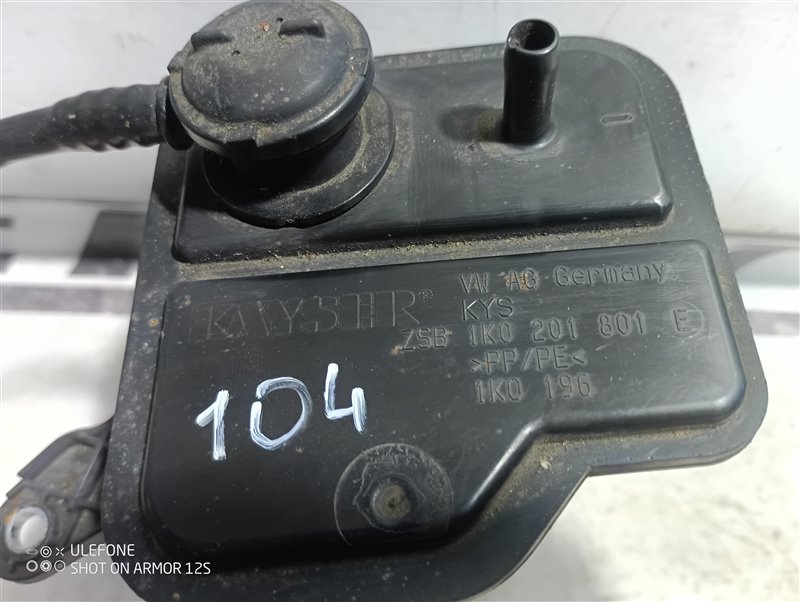 KAYSER®
VW AG Germany
KYS
ZSB 1K0 201 801 E
>PP/PE<
1K0 196
104
ULEFONE
SHOT ON ARMOR 12S